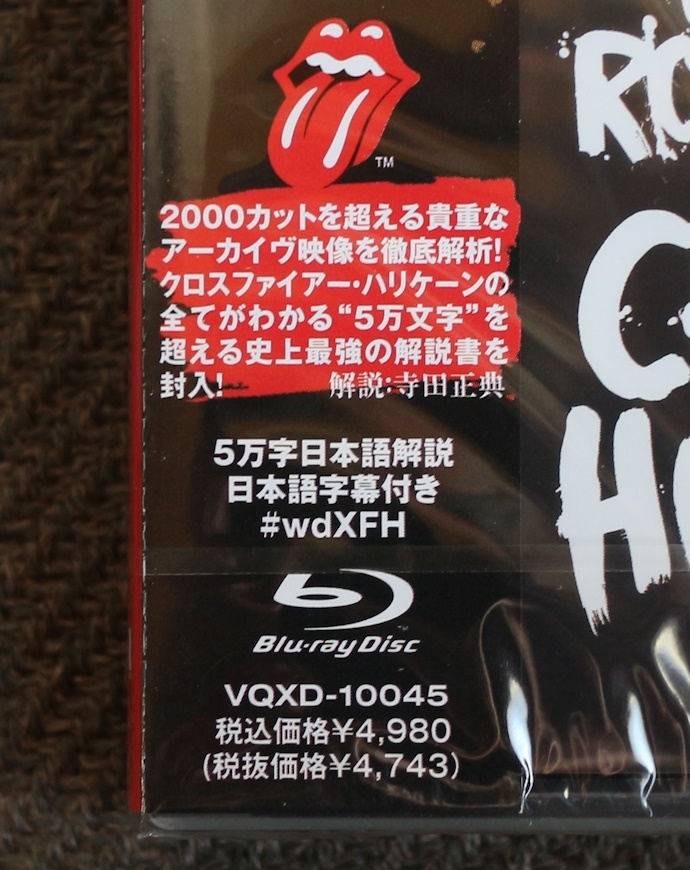 TM
2000カットを超える貴重な
アーカイヴ映像を徹底解析!
クロスファイアー・ハリケーンの
全てがわかる“5万文字”を
超える史上最強の解説書を
封入! 解説:寺田正典
5万字日本語解説
日本語字幕付き
#wdXFH
Blu-ray Disc
VQXD-10045
税込価格¥4,980
(税抜価格¥4,743)